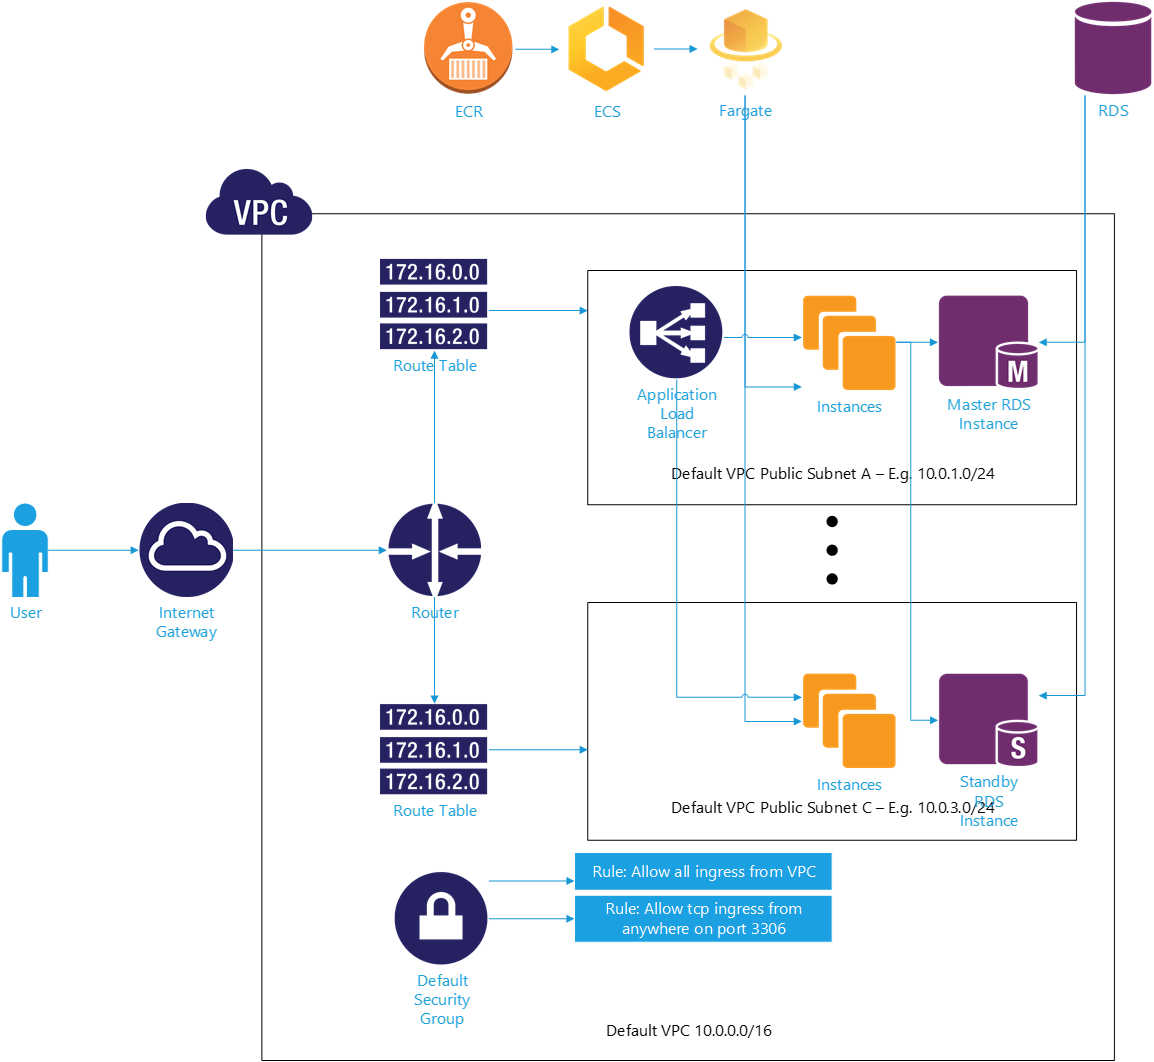 ECR
ECS
Fargate
RDS
VPC
172.16.0.0
172.16.1.0
172.16.2.0
Route Table
Application
Load
Balancer
Instances
Master RDS
Instance
M
Default VPC Public Subnet A – E.g. 10.0.1.0/24
User
Internet
Gateway
Router
172.16.0.0
172.16.1.0
172.16.2.0
Route Table
Instances
S
Standby
RDS
Instance
Default VPC Public Subnet C – E.g. 10.0.3.0/24
Rule: Allow all ingress from VPC
Rule: Allow tcp ingress from
anywhere on port 3306
Default
Security
Group
Default VPC 10.0.0.0/16